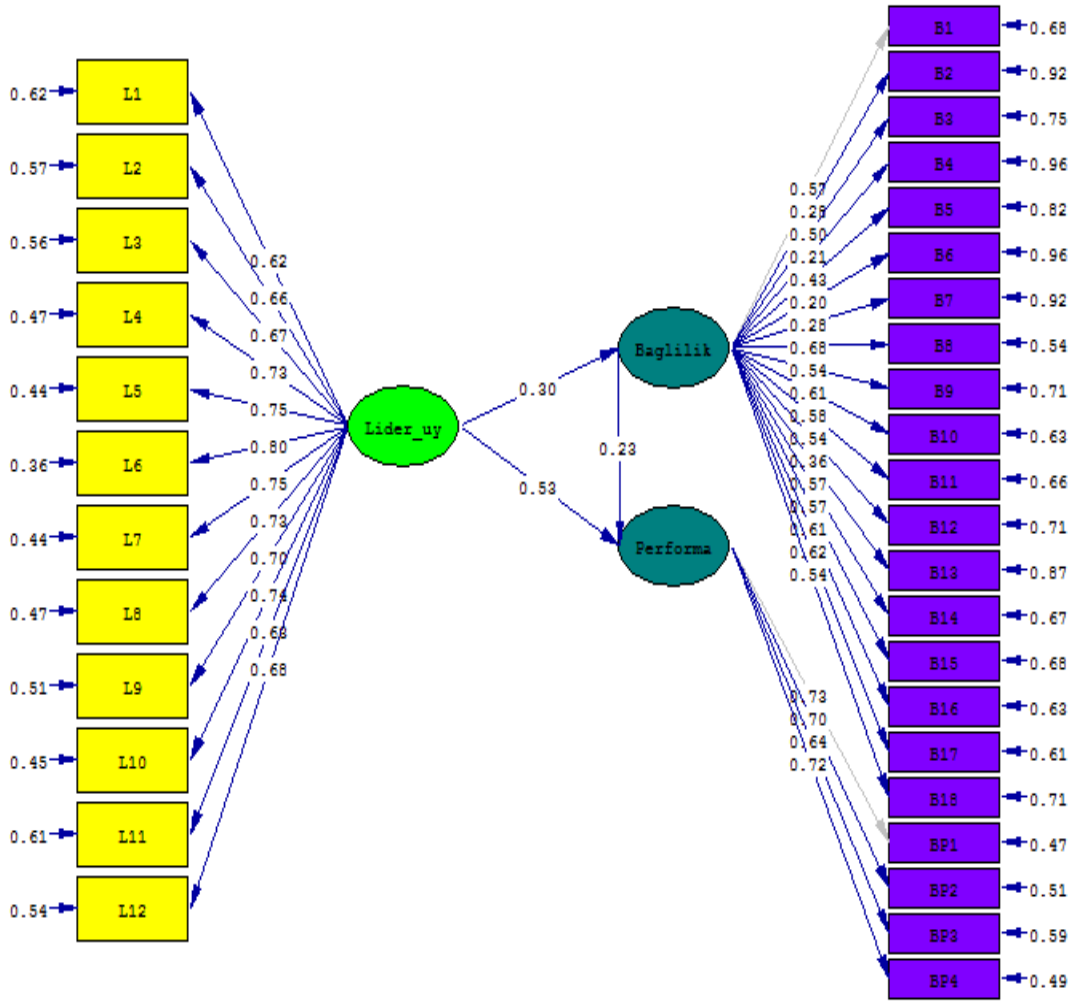 0.62 L1
0.57 L2
0.56 L3
0.47 L4
0.44 L5
0.36 L6
0.44 L7
0.47 L8
0.51 L9
0.45 L10
0.61 L11
0.54 L12
0.62
0.66
0.67
0.73
0.75
0.80
0.75
0.73
0.70
0.74
0.63
0.68
Lider_uy
0.30
0.53
Baglilik
0.23
Performa
0.57
0.28
0.50
0.21
0.43
0.20
0.28
0.68
0.54
0.61
0.58
0.54
0.36
0.57
0.57
0.61
0.62
0.54
0.73
0.70
0.64
0.72
B1 0.68
B2 0.92
B3 0.75
B4 0.96
B5 0.82
B6 0.96
B7 0.92
B8 0.54
B9 0.71
B10 0.63
B11 0.66
B12 0.71
B13 0.87
B14 0.67
B15 0.68
B16 0.63
B17 0.61
B18 0.71
BP1 0.47
BP2 0.51
BP3 0.59
BP4 0.49